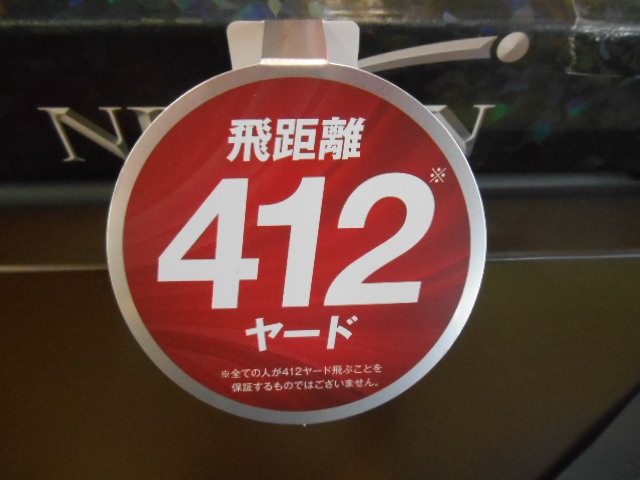 飛距離
412※
ヤード
※全ての人が412ヤード飛ぶことを
保証するものではございません。